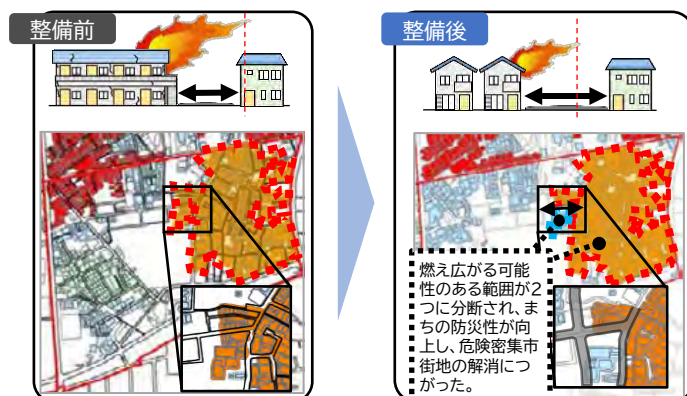 整備前
整備後
燃え広がる可能
性のある範囲が2
つに分断され、ま
ちの防災性が向
上し、危険密集市
街地の解消につ
がった。